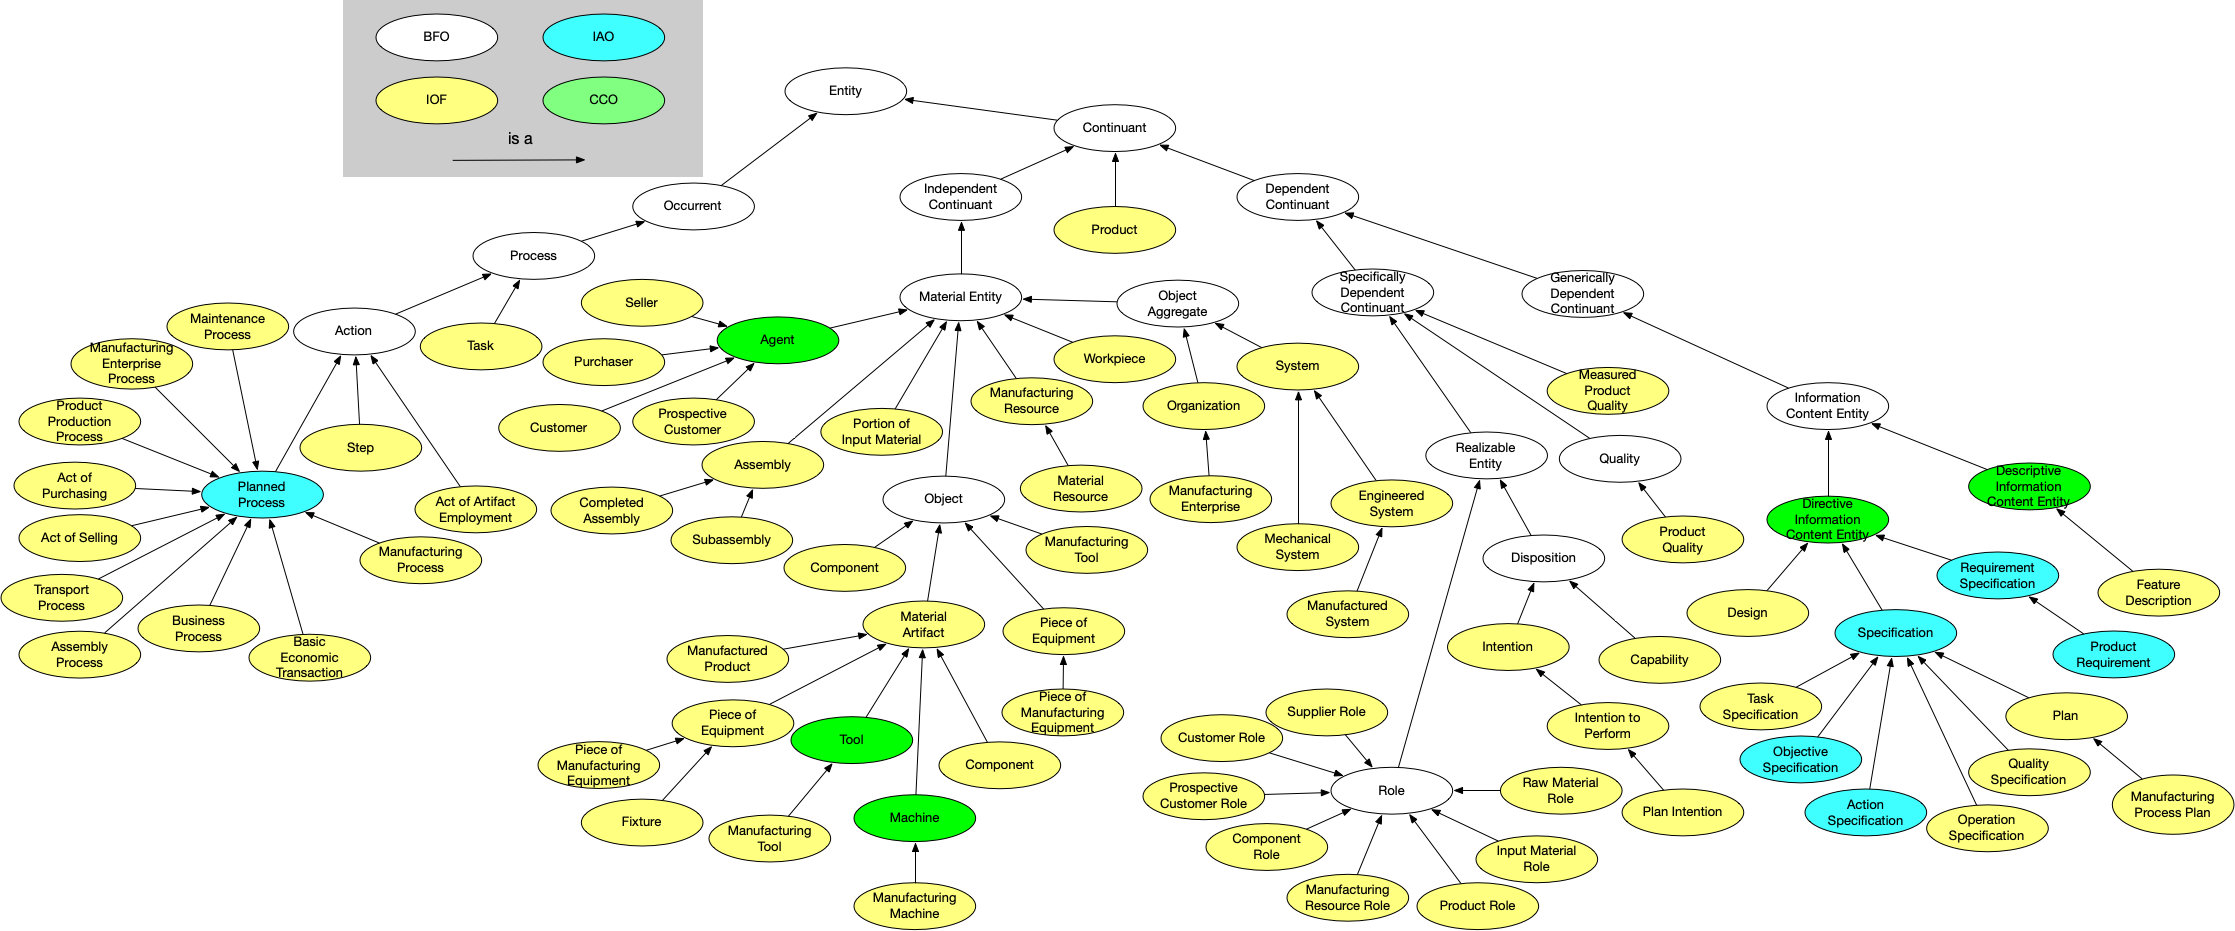 BFO
IAO
IOF
CCO
is a
Entity
Continuant
Occurrent
Independent
Continuant
Product
Dependent
Continuant
Process
Action
Task
Maintenance
Process
Manufacturing
Enterprise
Process
Product
Production
Process
Act of
Purchasing
Act of Selling
Transport
Process
Assembly
Process
Business
Process
Basic
Economic
Transaction
Manufacturing
Process
Planned
Process
Step
Act of Artifact
Employment
Seller
Purchaser
Customer
Prospective
Customer
Agent
Material Entity
Object
Aggregate
Workpiece
Manufacturing
Resource
Material
Resource
Portion of
Input Material
Assembly
Completed
Assembly
Subassembly
Object
Component
Manufacturing
Tool
Material
Artifact
Piece of
Equipment
Piece of
Manufacturing
Equipment
Manufactured
Product
Piece of
Equipment
Piece of
Manufacturing
Equipment
Fixture
Tool
Manufacturing
Tool
Machine
Manufacturing
Machine
Component
System
Organization
Manufacturing
Enterprise
Mechanical
System
Engineered
System
Manufactured
System
Specifically
Dependent
Continuant
Generically
Dependent
Continuant
Measured
Product
Quality
Realizable
Entity
Quality
Product
Quality
Disposition
Intention
Capability
Intention to
Perform
Plan Intention
Supplier Role
Customer Role
Prospective
Customer Role
Component
Role
Manufacturing
Resource Role
Product Role
Input Material
Role
Raw Material
Role
Role
Information
Content Entity
Descriptive
Information
Content Entity
Directive
Information
Content Entity
Feature
Description
Requirement
Specification
Product
Requirement
Design
Specification
Task
Specification
Objective
Specification
Action
Specification
Operation
Specification
Quality
Specification
Plan
Manufacturing
Process Plan